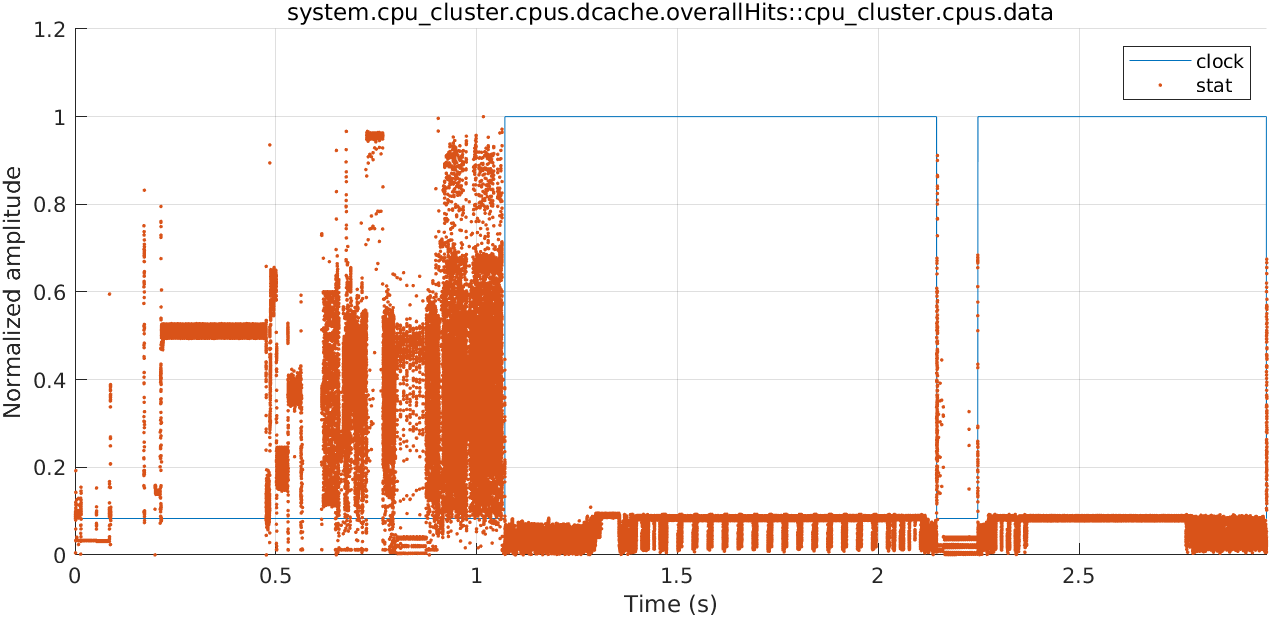 system.cpu_cluster.cpus.dcache.overallHits::cpu_cluster.cpus.data
1.2
1
0.8
0.6
0.4
0.2
0
Normalized amplitude
clock
stat
0
0.5
1
1.5
2
2.5
Time (s)